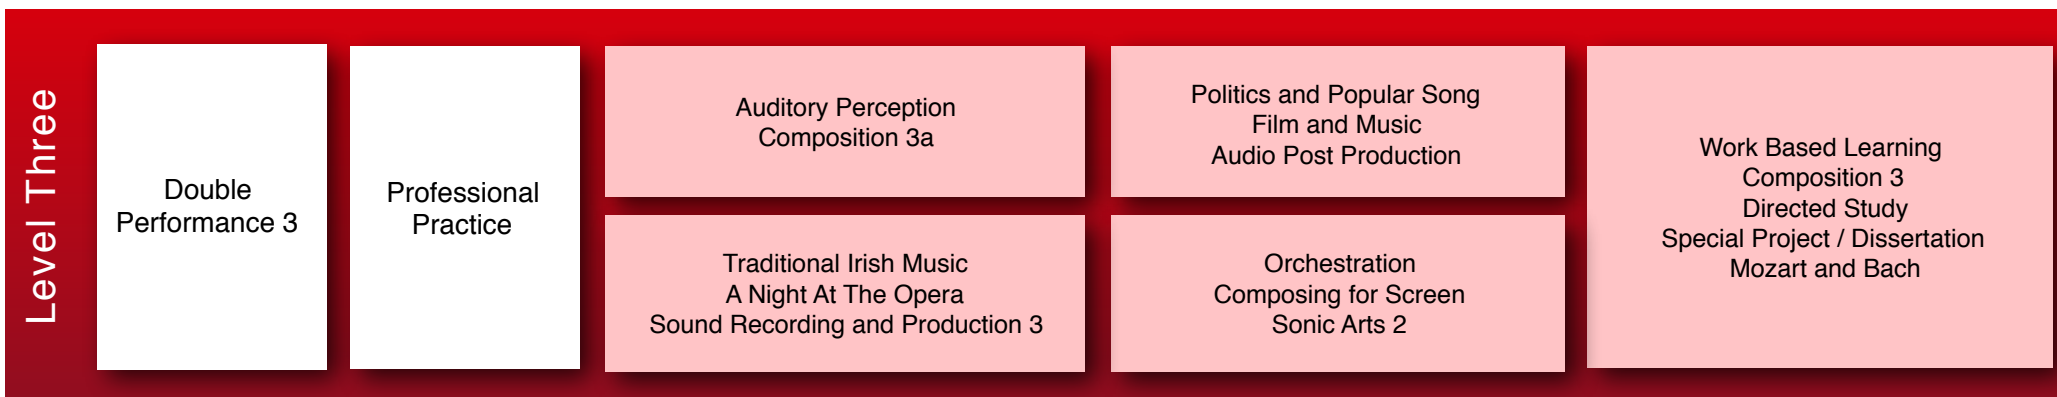 Level Three
Double
Performance 3
Professional
Practice
Auditory Perception
Composition 3a
Traditional Irish Music
A Night At The Opera
Sound Recording and Production 3
Politics and Popular Song
Film and Music
Audio Post Production
Orchestration
Composing for Screen
Sonic Arts 2
Work Based Learning
Composition 3
Directed Study
Special Project / Dissertation
Mozart and Bach